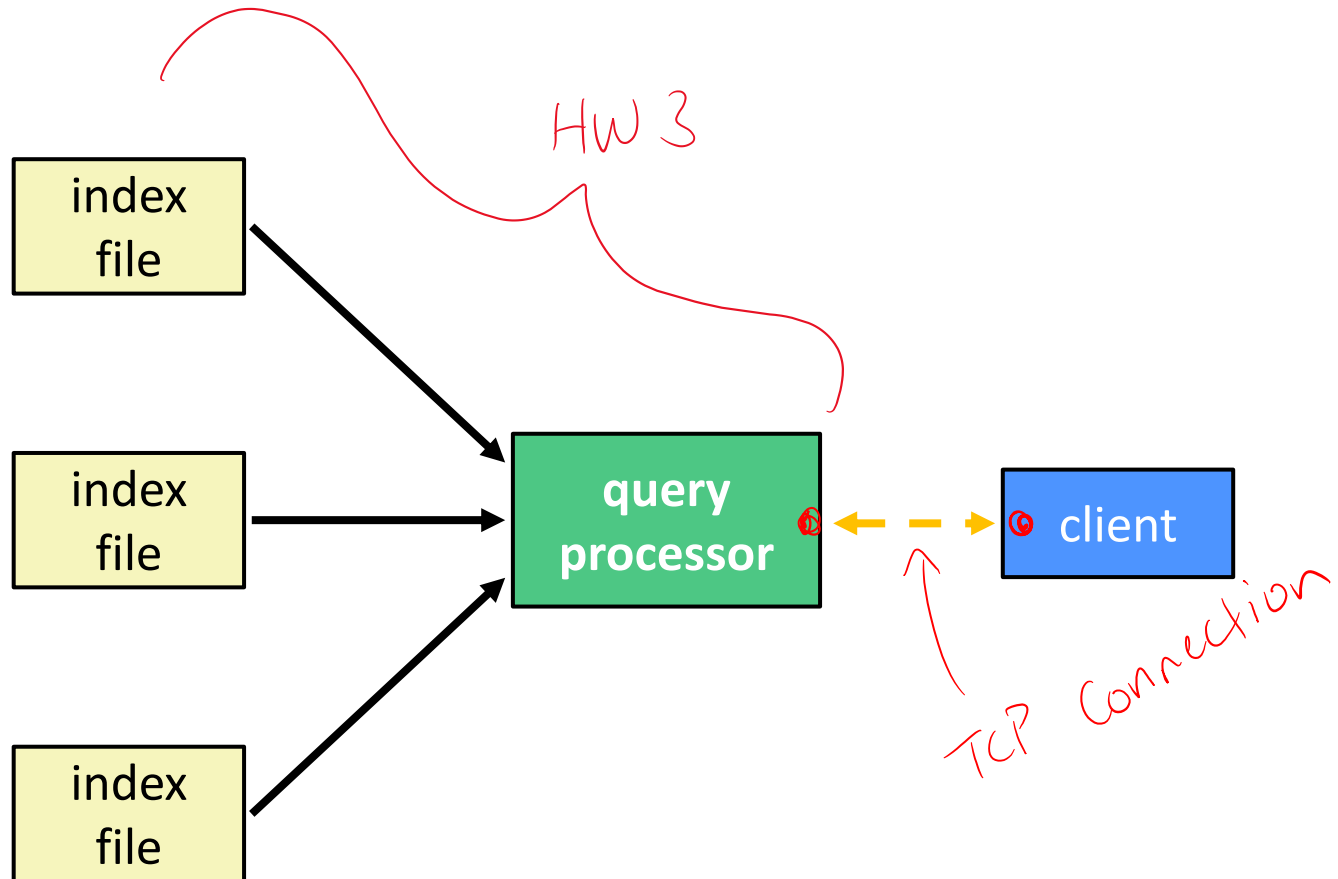 HW 3
index
file
index
file
query
processor
client
TCP Connection
index
file